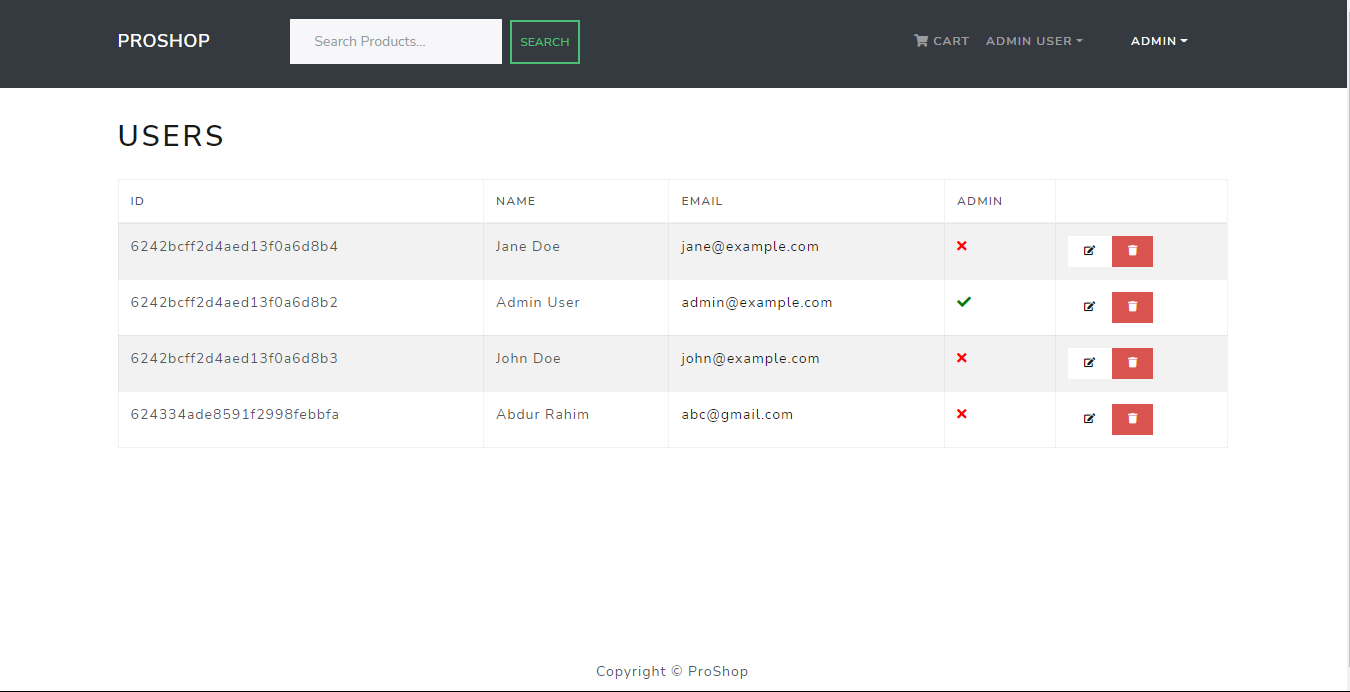 PROSHOP Search Products... SEARCH CART ADMIN USER ADMIN
USERS
ID NAME EMAIL ADMIN
6242bcff2d4aed13f0a6d8b4 Jane Doe jane@example.com
6242bcff2d4aed13f0a6d8b2 Admin User admin@example.com
6242bcff2d4aed13f0a6d8b3 John Doe john@example.com
624334ade8591f2998febbfa Abdur Rahim abc@gmail.com
Copyright © ProShop